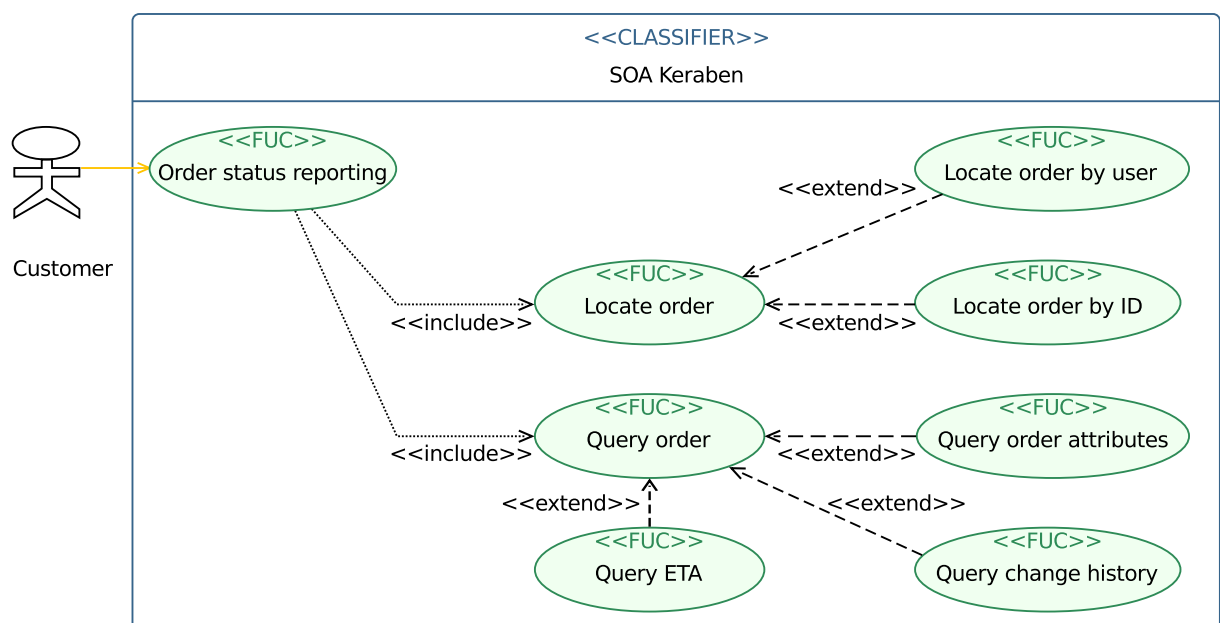 <<CLASSIFIER>>
SOA Keraben
<<FUC>>
Order status reporting
<<FUC>>
Locate order by user
<<extend>>
Customer
<<FUC>>
Locate order
<<FUC>>
Locate order by ID
<<include>>
<<extend>>
<<FUC>>
Query order
<<FUC>>
Query order attributes
<<include>>
<<extend>>
<<extend>>
<<extend>>
<<FUC>>
Query ETA
<<FUC>>
Query change history